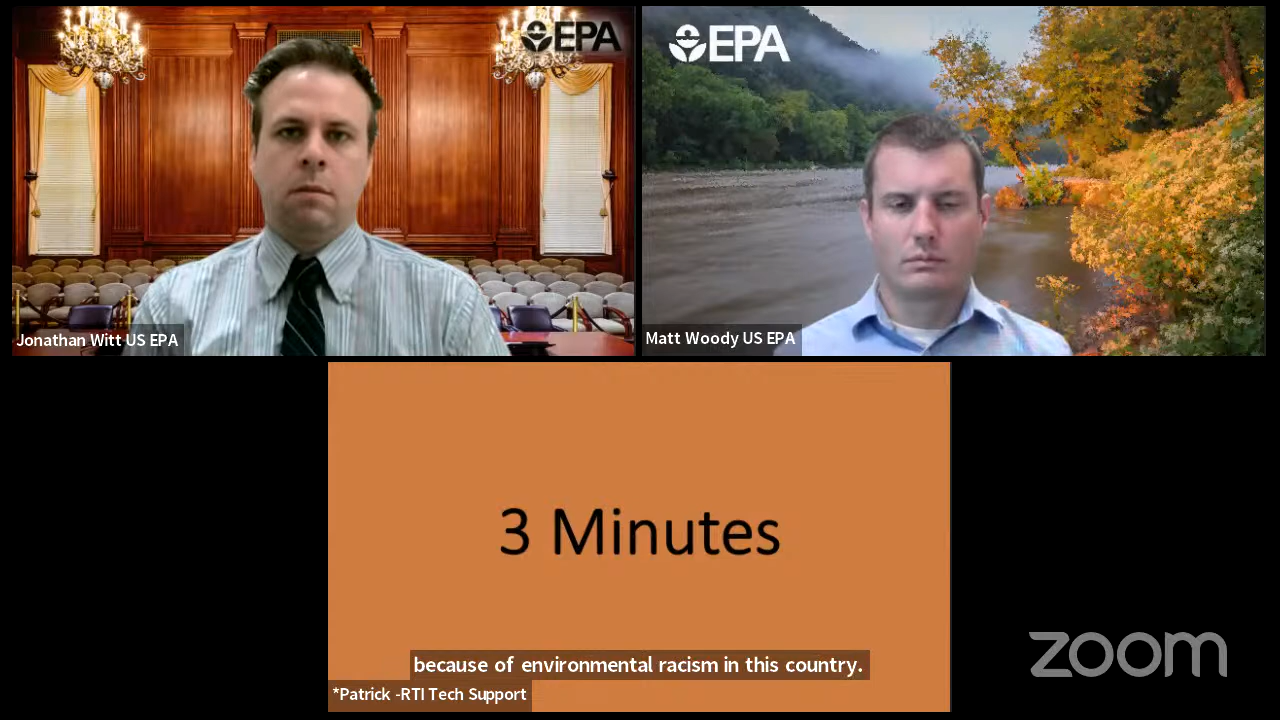 EPA
EPA
Jonathan Witt US EPA
Matt Woody US EPA
3 Minutes
because of environmental racism in this country.
*Patrick -RTI Tech Support
zoom